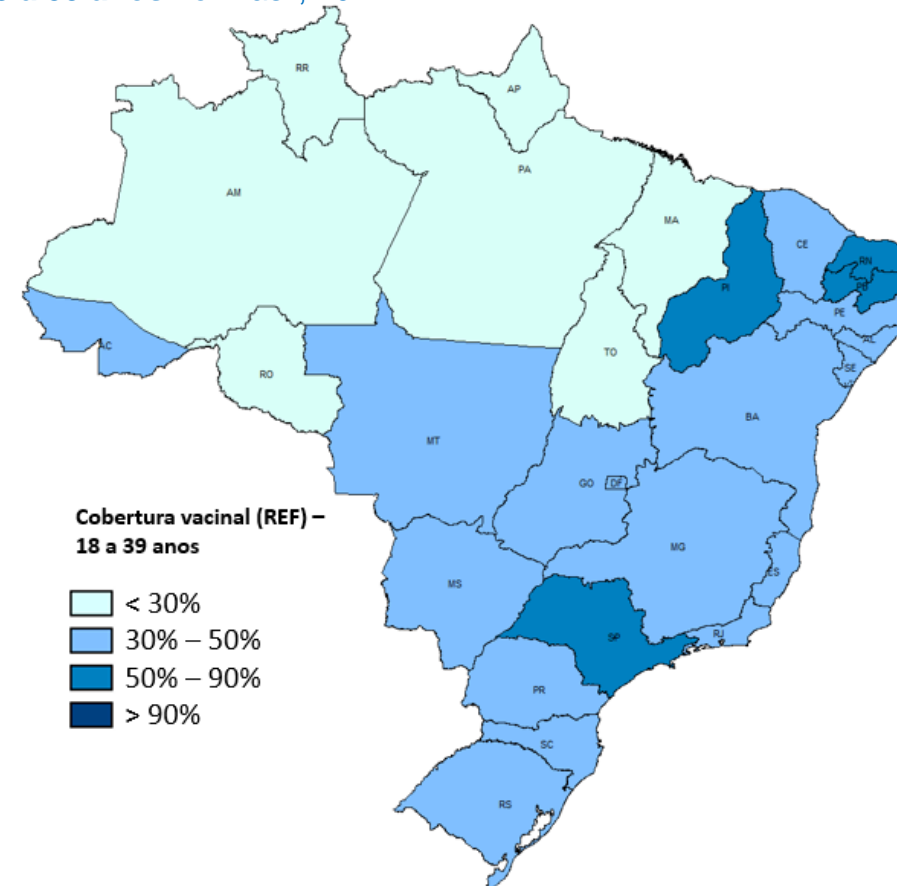 RR
AP
AM
PA
MA
CE
RN
PI
PB
PE
AC
AL
TO
SE
RO
BA
MT
GO
DF
Cobertura vacinal (REF) –
18 a 39 anos
MG
ES
MS
< 30%
30% – 50%
RJ
SP
50% – 90%
PR
> 90%
SC
RS